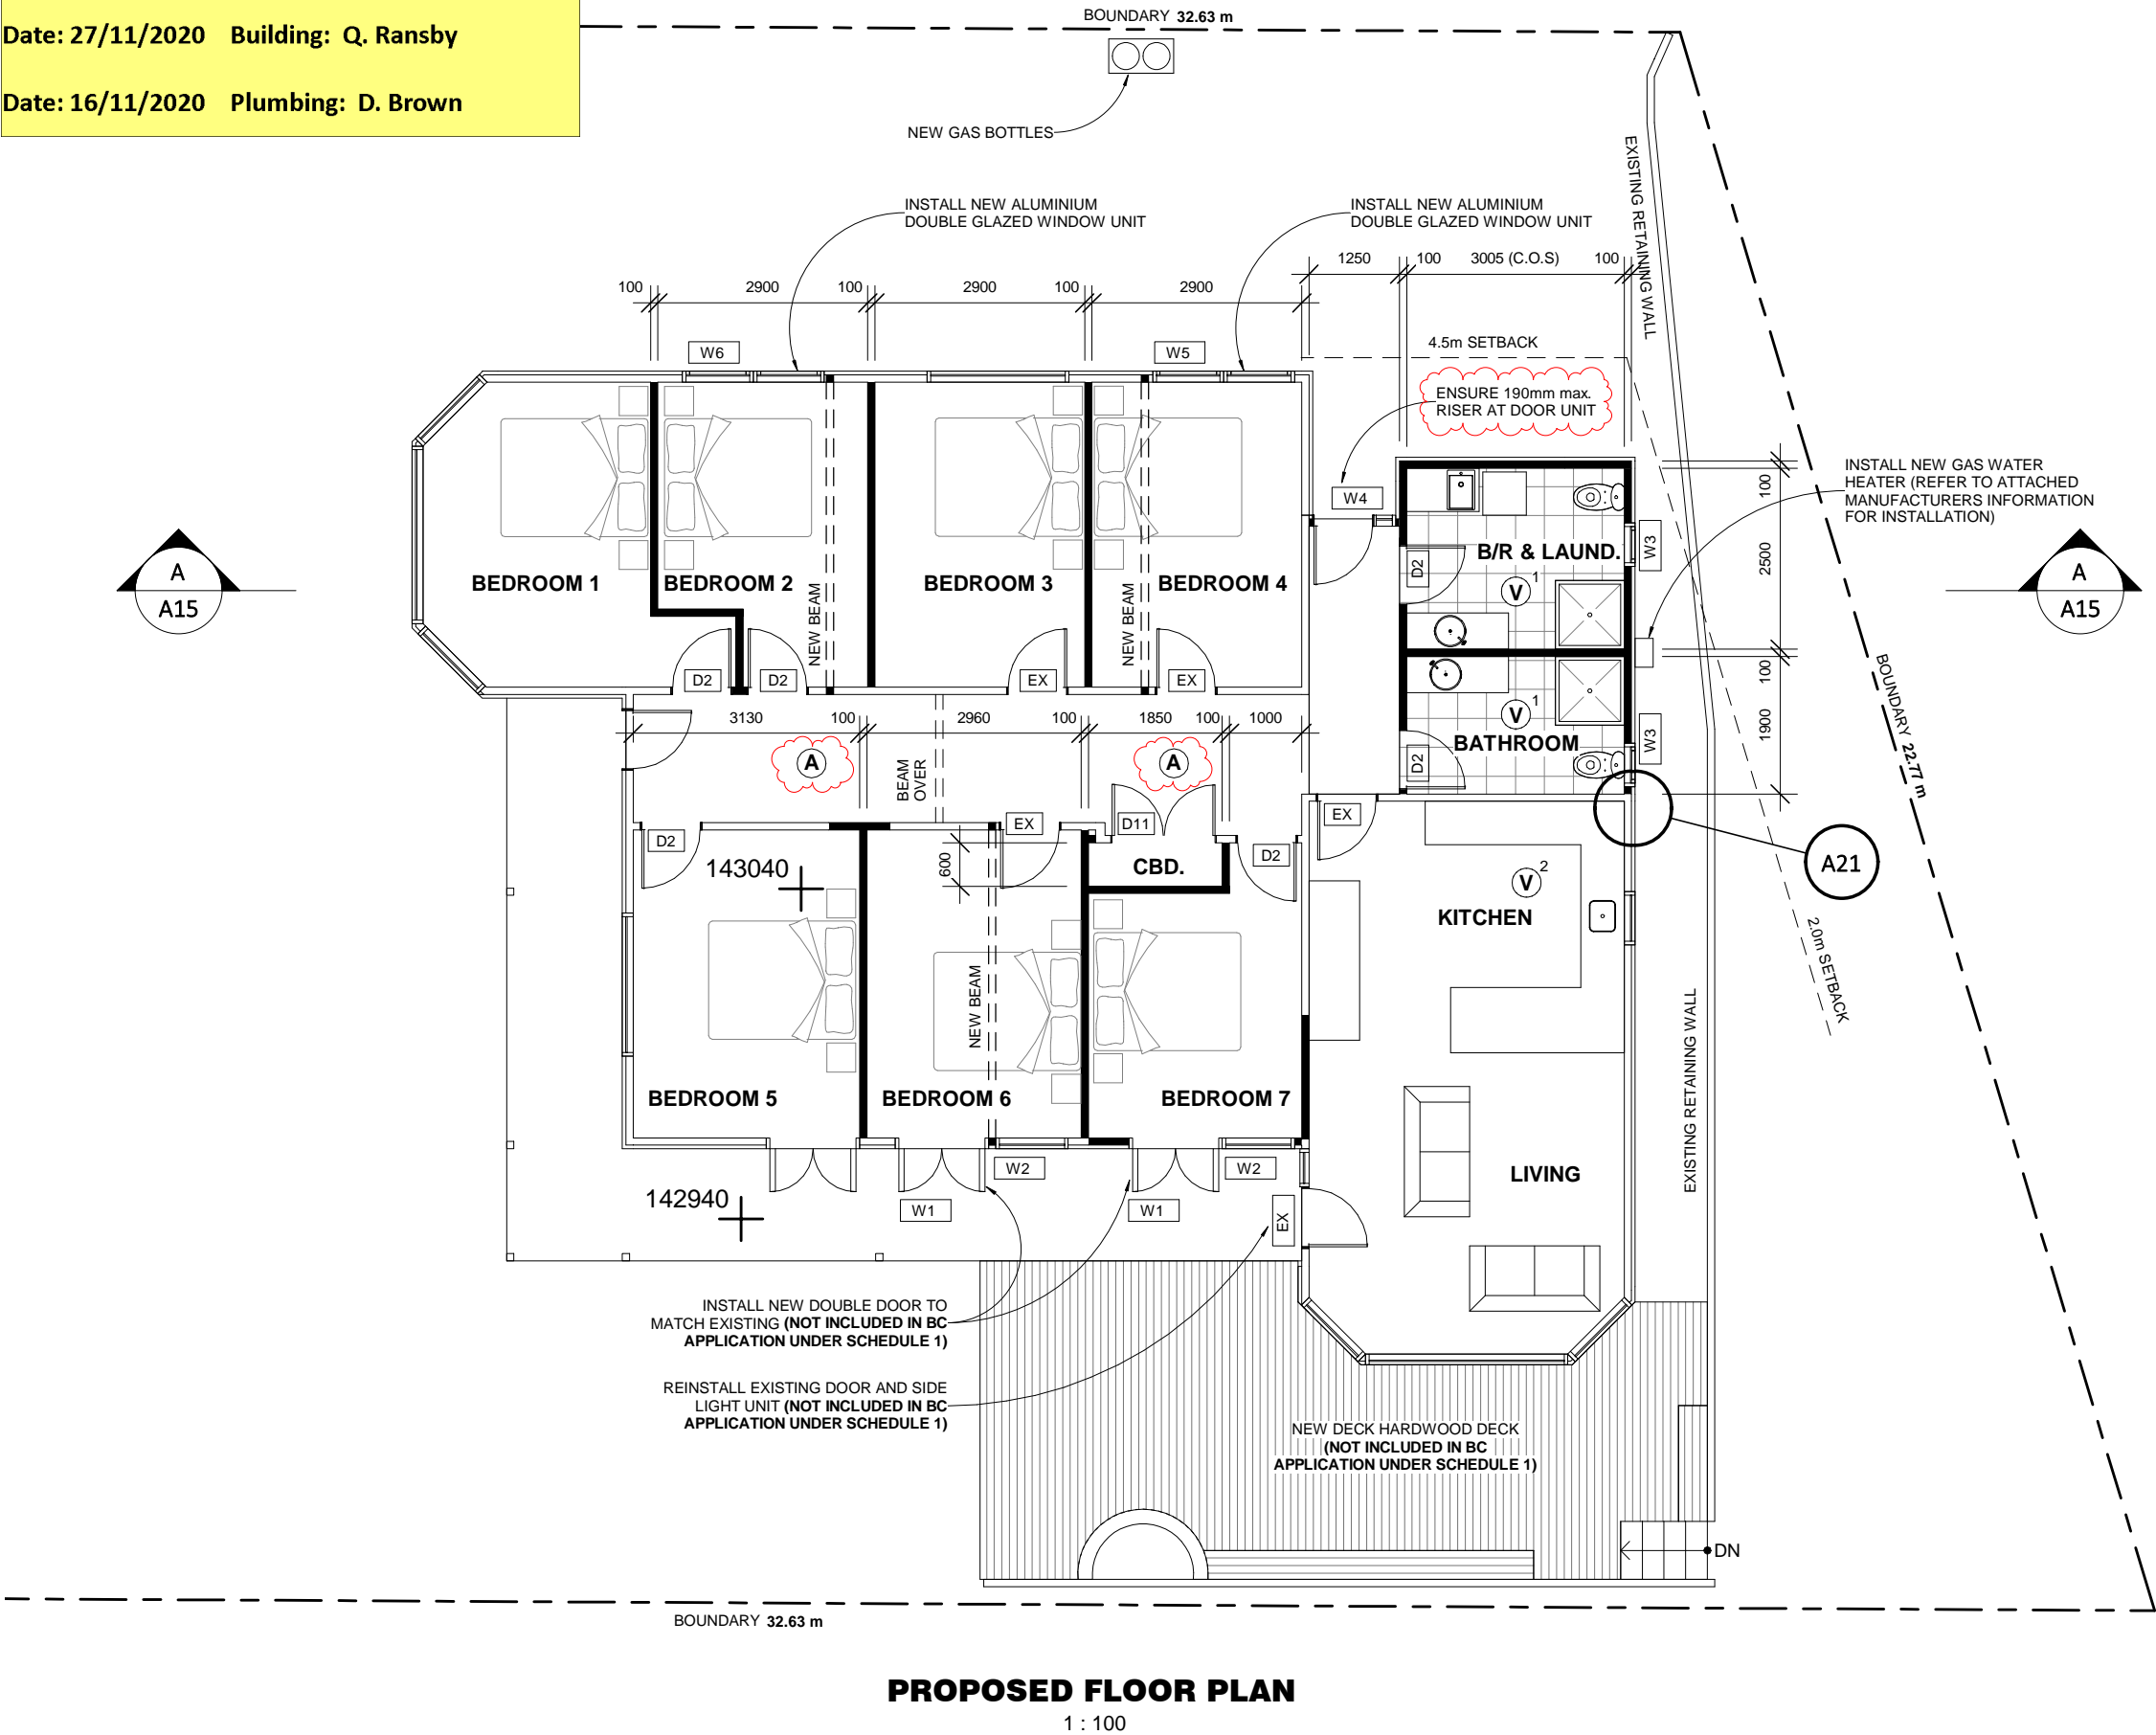 Date: 27/11/2020 Building: Q. Ransby
Date: 16/11/2020 Plumbing: D. Brown
BOUNDARY 32.63 m
NEW GAS BOTTLES
INSTALL NEW ALUMINIUM
DOUBLE GLAZED WINDOW UNIT
INSTALL NEW ALUMINIUM
DOUBLE GLAZED WINDOW UNIT
EXISTING RETAINING WALL
1250 100 3005 (C.O.S) 100
100 2900 100 2900 100 2900
4.5m SETBACK
W6
W5
ENSURE 190mm max.
RISER AT DOOR UNIT
W4
INSTALL NEW GAS WATER
HEATER (REFER TO ATTACHED
MANUFACTURERS INFORMATION
FOR INSTALLATION)
100
2500
100
1900
A
A15
A
A15
BEDROOM 1
BEDROOM 2
BEDROOM 3
BEDROOM 4
NEW BEAM
NEW BEAM
B/R & LAUND.
D2
V 1
W3
D2
D2
EX
EX
V 1
BATHROOM
D2
W3
BOUNDARY 22.77 m
3130 100 2960 100 1850 100 1000
A
BEAM
OVER
A
D2
EX
D11
D2
EX
CBD.
600
143040
V 2
KITCHEN
A21
2.0m SETBACK
NEW BEAM
BEDROOM 5
BEDROOM 6
BEDROOM 7
EXISTING RETAINING WALL
LIVING
W2
W2
W1
W1
EX
142940
INSTALL NEW DOUBLE DOOR TO
MATCH EXISTING (NOT INCLUDED IN BC
APPLICATION UNDER SCHEDULE 1)
REINSTALL EXISTING DOOR AND SIDE
LIGHT UNIT (NOT INCLUDED IN BC
APPLICATION UNDER SCHEDULE 1)
NEW DECK HARDWOOD DECK
(NOT INCLUDED IN BC
APPLICATION UNDER SCHEDULE 1)
DN
BOUNDARY 32.63 m
PROPOSED FLOOR PLAN
1 : 100